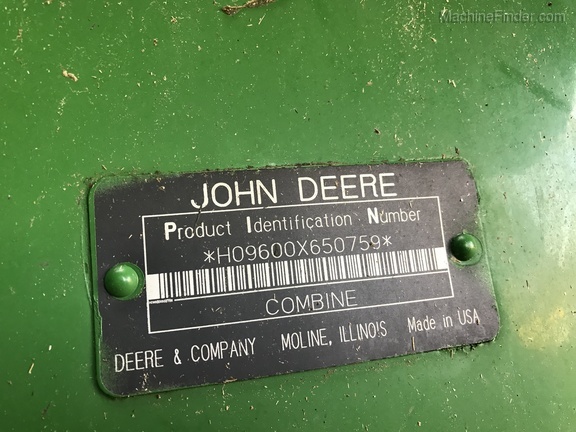 MachineFinder.com
JOHN DEERE
Product Identification Number
*H09600X650759*
COMBINE
DEERE & COMPANY MOLINE, ILLINOIS Made in USA